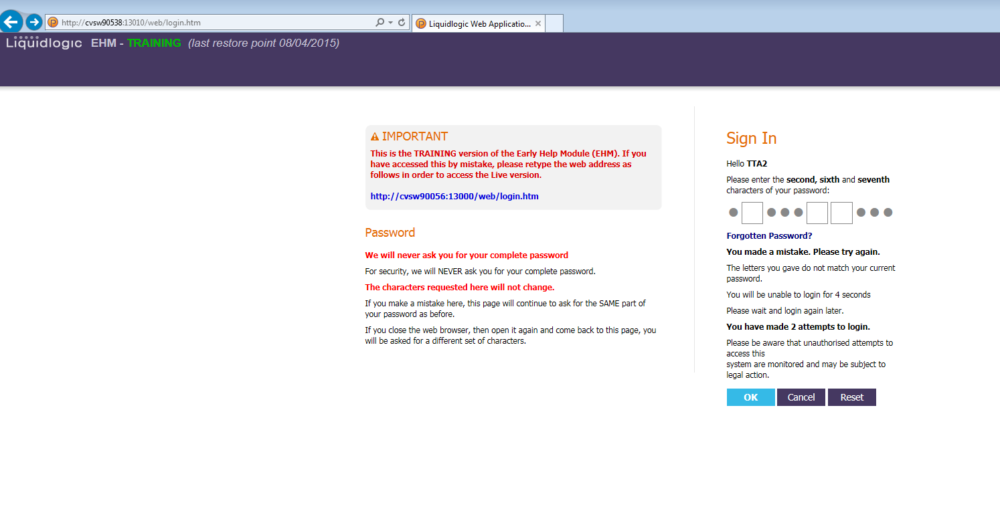 http://cvsw90538:13010/web/login.htm
Liquidlogic Web Applicatio...
Liquidlogic EHM - TRAINING (last restore point 08/04/2015)
IMPORTANT
This is the TRAINING version of the Early Help Module (EHM). If you
have accessed this by mistake, please retype the web address as
follows in order to access the Live version.
http://cvsw90056:13000/web/login.htm
Password
We will never ask you for your complete password
For security, we will NEVER ask you for your complete password.
The characters requested here will not change.
If you make a mistake here, this page will continue to ask for the SAME part of
your password as before.
If you close the web browser, then open it again and come back to this page, you
will be asked for a different set of characters.
Sign In
Hello TTA2
Please enter the second, sixth and seventh
characters of your password:
Forgotten Password?
You made a mistake. Please try again.
The letters you gave do not match your current
password.
You will be unable to login for 4 seconds
Please wait and login again later.
You have made 2 attempts to login.
Please be aware that unauthorised attempts to
access this
system are monitored and may be subject to
legal action.
OK Cancel Reset